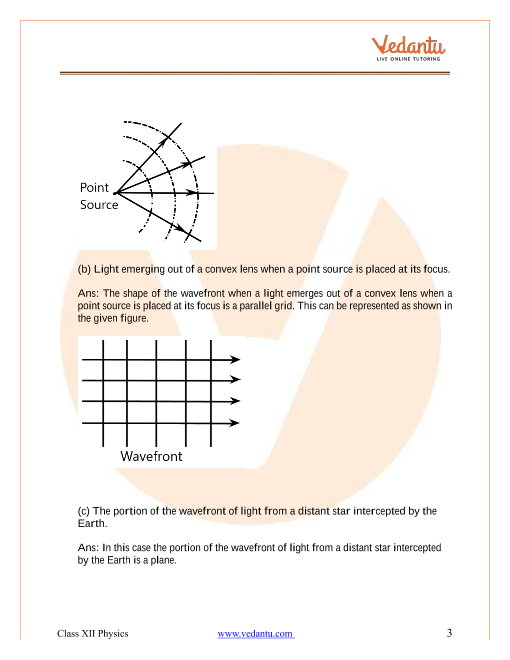 Vedantu
LIVE ONLINE TUTORING
Point
Source
(b) Light emerging out of a convex lens when a point source is placed at its focus.
Ans: The shape of the wavefront when a light emerges out of a convex lens when a
point source is placed at its focus is a parallel grid. This can be represented as shown in
the given figure.
Wavefront
(c) The portion of the wavefront of light from a distant star intercepted by the
Earth.
Ans: In this case the portion of the wavefront of light from a distant star intercepted
by the Earth is a plane.
Class XII Physics
www.vedantu.com
3